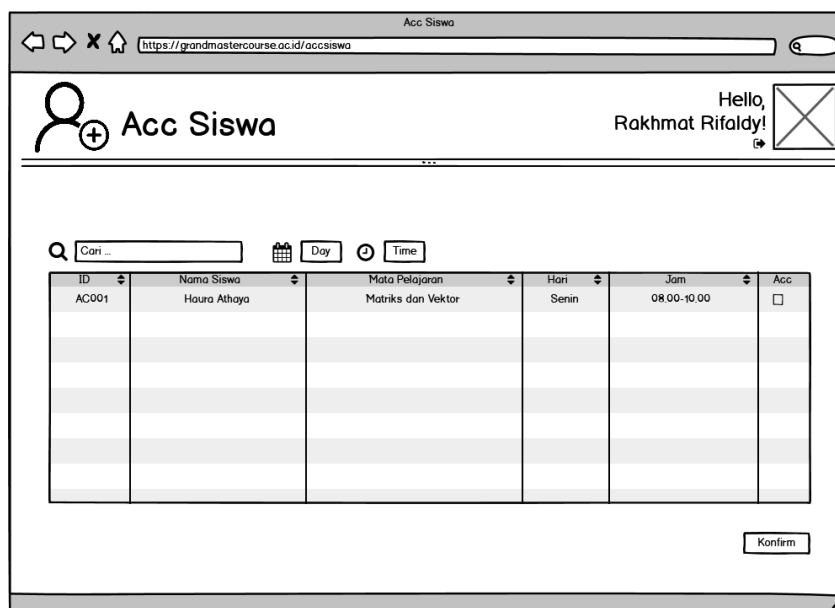 Acc Siswa
https://grandmastercourse.ac.id/accsiswa
Acc Siswa
Hello,
Rakhmat Rifaldy!
Cari ...
Day
Time
ID Nama Siswa Mata Pelajaran Hari Jam Acc
AC001 Haura Athaya Matriks dan Vektor Senin 08.00-10.00
Konfirm